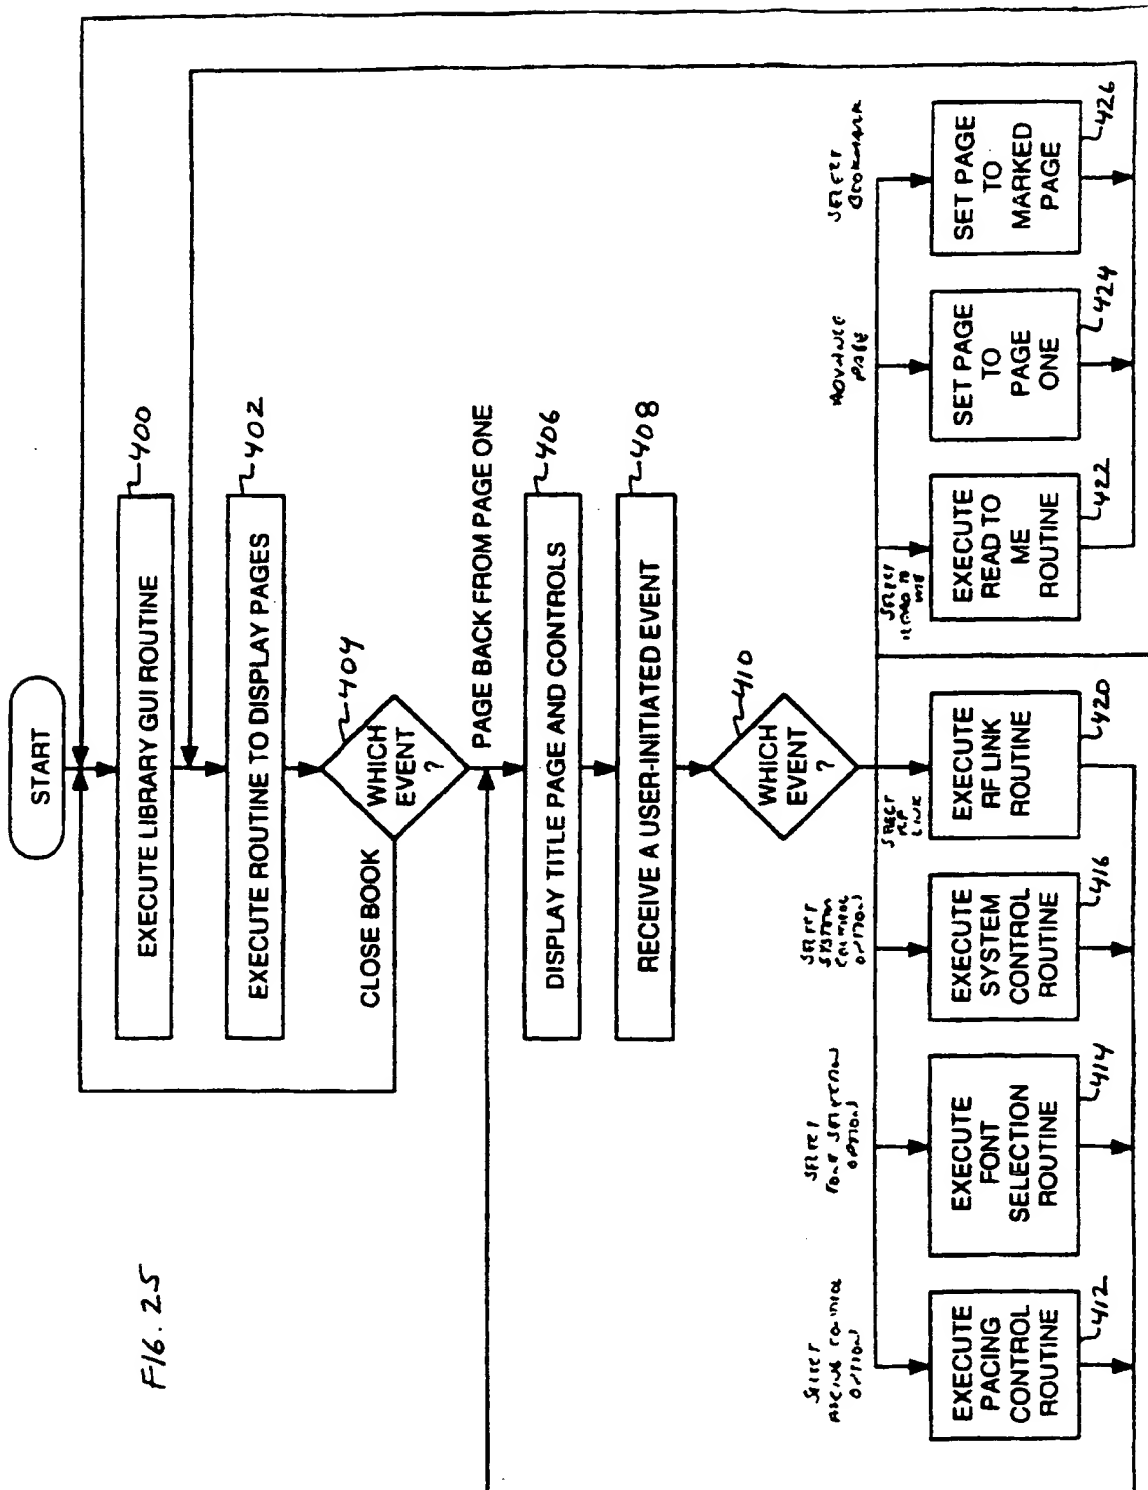 START
EXECUTE LIBRARY GUI ROUTINE
400
EXECUTE ROUTINE TO DISPLAY PAGES
402
WHICH
EVENT
?
404
CLOSE BOOK
PAGE BACK FROM PAGE ONE
DISPLAY TITLE PAGE AND CONTROLS
406
RECEIVE A USER-INITIATED EVENT
408
WHICH
EVENT
?
410
SELECT
PACING CONTROL
OPTION
EXECUTE
PACING
CONTROL
ROUTINE
412
SELECT
FONT SELECTION
OPTION
EXECUTE
FONT
SELECTION
ROUTINE
414
SELECT
SYSTEM
CONTROL
OPTION
EXECUTE
SYSTEM
CONTROL
ROUTINE
416
SELECT
RF
LINK
EXECUTE
RF LINK
ROUTINE
420
SELECT
READ TO
ME
EXECUTE
READ TO
ME
ROUTINE
422
ADVANCE
PAGE
SET PAGE
TO
PAGE
ONE
424
SELECT
BOOKMARK
SET PAGE
TO
MARKED
PAGE
426
FIG. 25